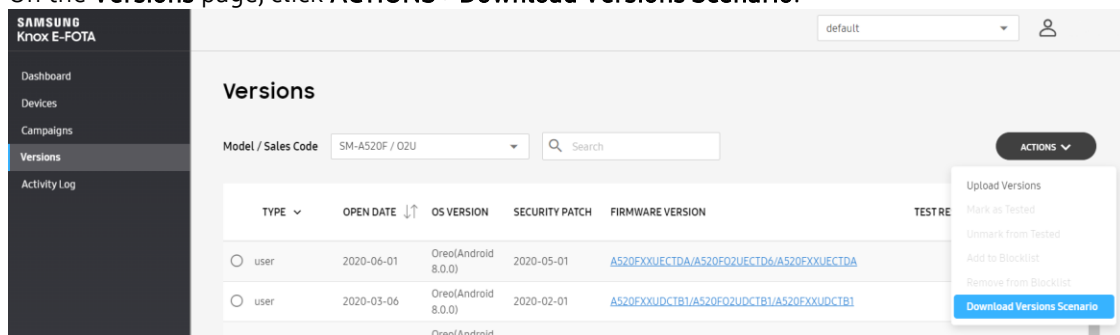 On the Versions page, click ACTIONS > Download Versions Scenario.
SAMSUNG
Knox E-FOTA
default
Dashboard
Devices
Campaigns
Versions
Activity Log
Versions
Model / Sales Code
SM-A520F / O2U
Search
ACTIONS
Upload Versions
Mark as Tested
Unmark from Tested
Add to Blocklist
Remove from Blocklist
Download Versions Scenario
TYPE OPEN DATE OS VERSION SECURITY PATCH FIRMWARE VERSION TEST RE
user 2020-06-01 Oreo(Android 8.0.0) 2020-05-01 A520FXXUECTDA/A520FO2UECTD6/A520FXXUECTDA
user 2020-03-06 Oreo(Android 8.0.0) 2020-02-01 A520FXXUDCTB1/A520FO2UDCTB1/A520FXXUDCTB1
Oreo(Android